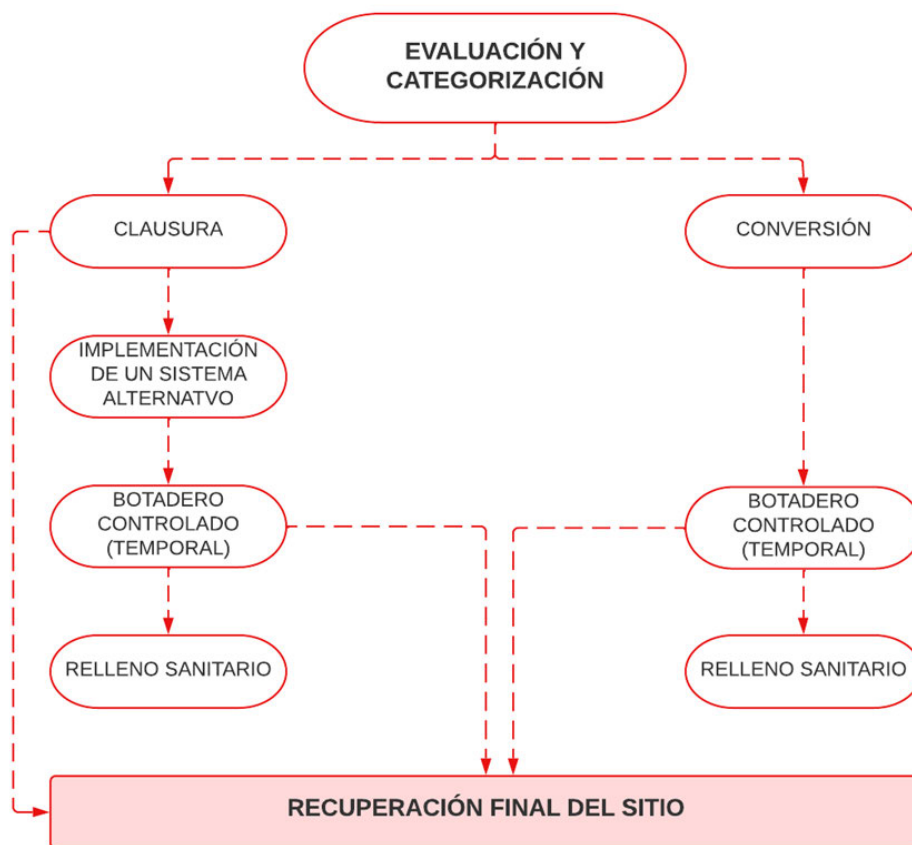 EVALUACIÓN Y
CATEGORIZACIÓN
CLAUSURA
CONVERSIÓN
IMPLEMENTACIÓN
DE UN SISTEMA
ALTERNATVO
BOTADERO
CONTROLADO
(TEMPORAL)
BOTADERO
CONTROLADO
(TEMPORAL)
RELLENO SANITARIO
RELLENO SANITARIO
RECUPERACIÓN FINAL DEL SITIO